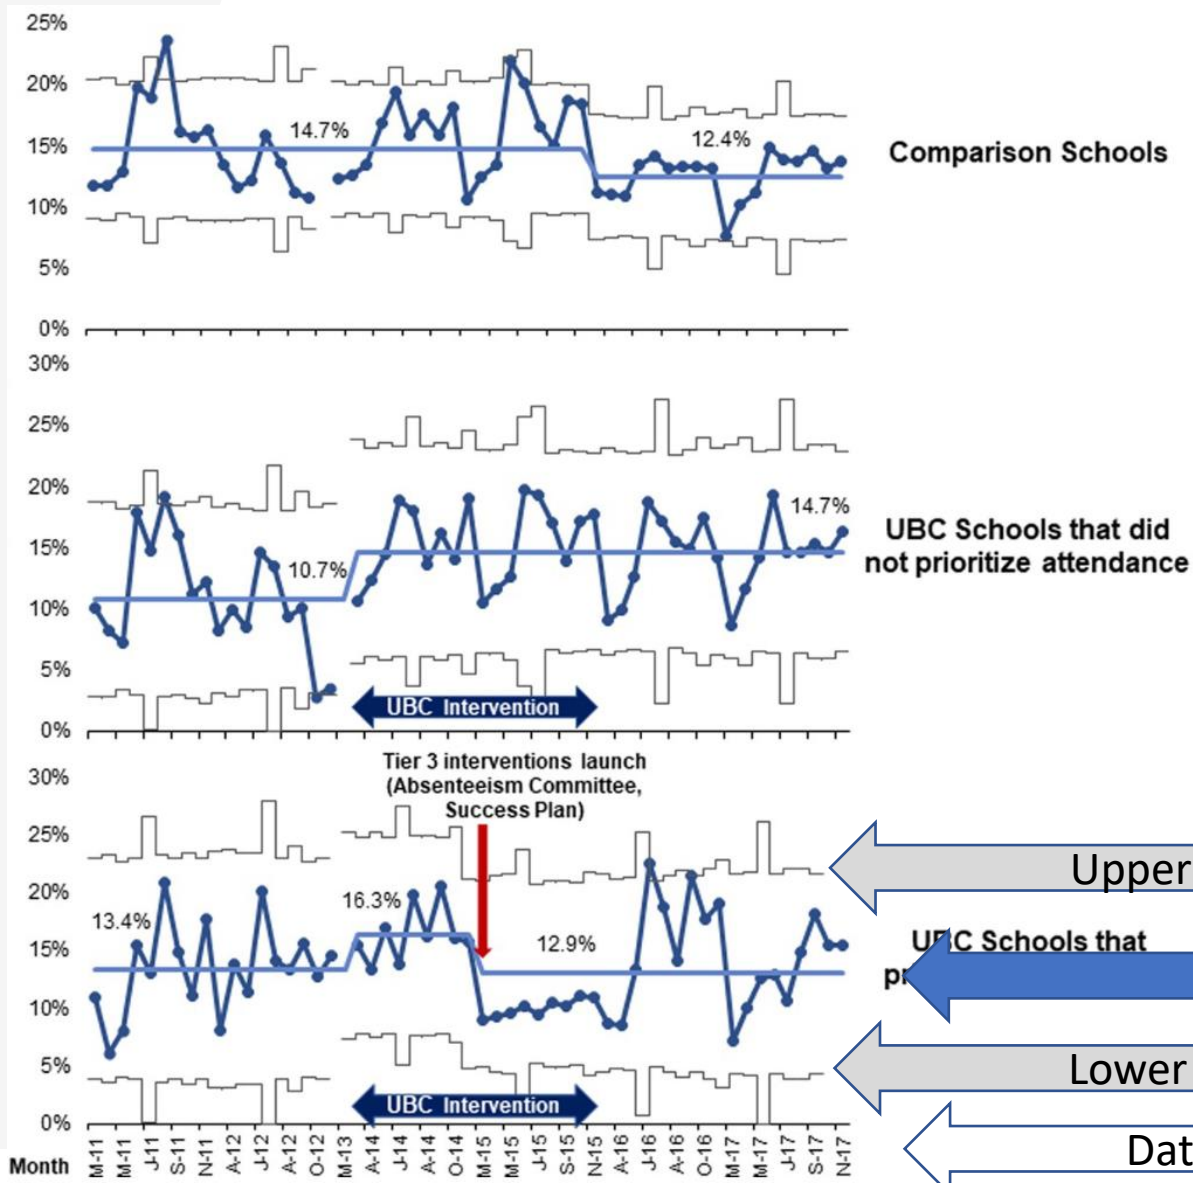 25%
20%
15%
10%
5%
0%
14.7%
12.4%
Comparison Schools
30%
25%
20%
15%
10%
5%
0%
10.7%
14.7%
UBC Schools that did
not prioritize attendance
UBC Intervention
30%
25%
20%
15%
10%
5%
0%
Tier 3 interventions launch
(Absenteeism Committee,
Success Plan)
13.4%
16.3%
12.9%
UBC Intervention
Upper
UBC Schools that
Lower
Month
M-11
M-11
J-11
S-11
N-11
A-12
J-12
A-12
O-12
M-13
A-14
J-14
A-14
O-14
M-15
M-15
J-15
S-15
N-15
A-16
J-16
A-16
O-16
M-17
M-17
J-17
S-17
N-17